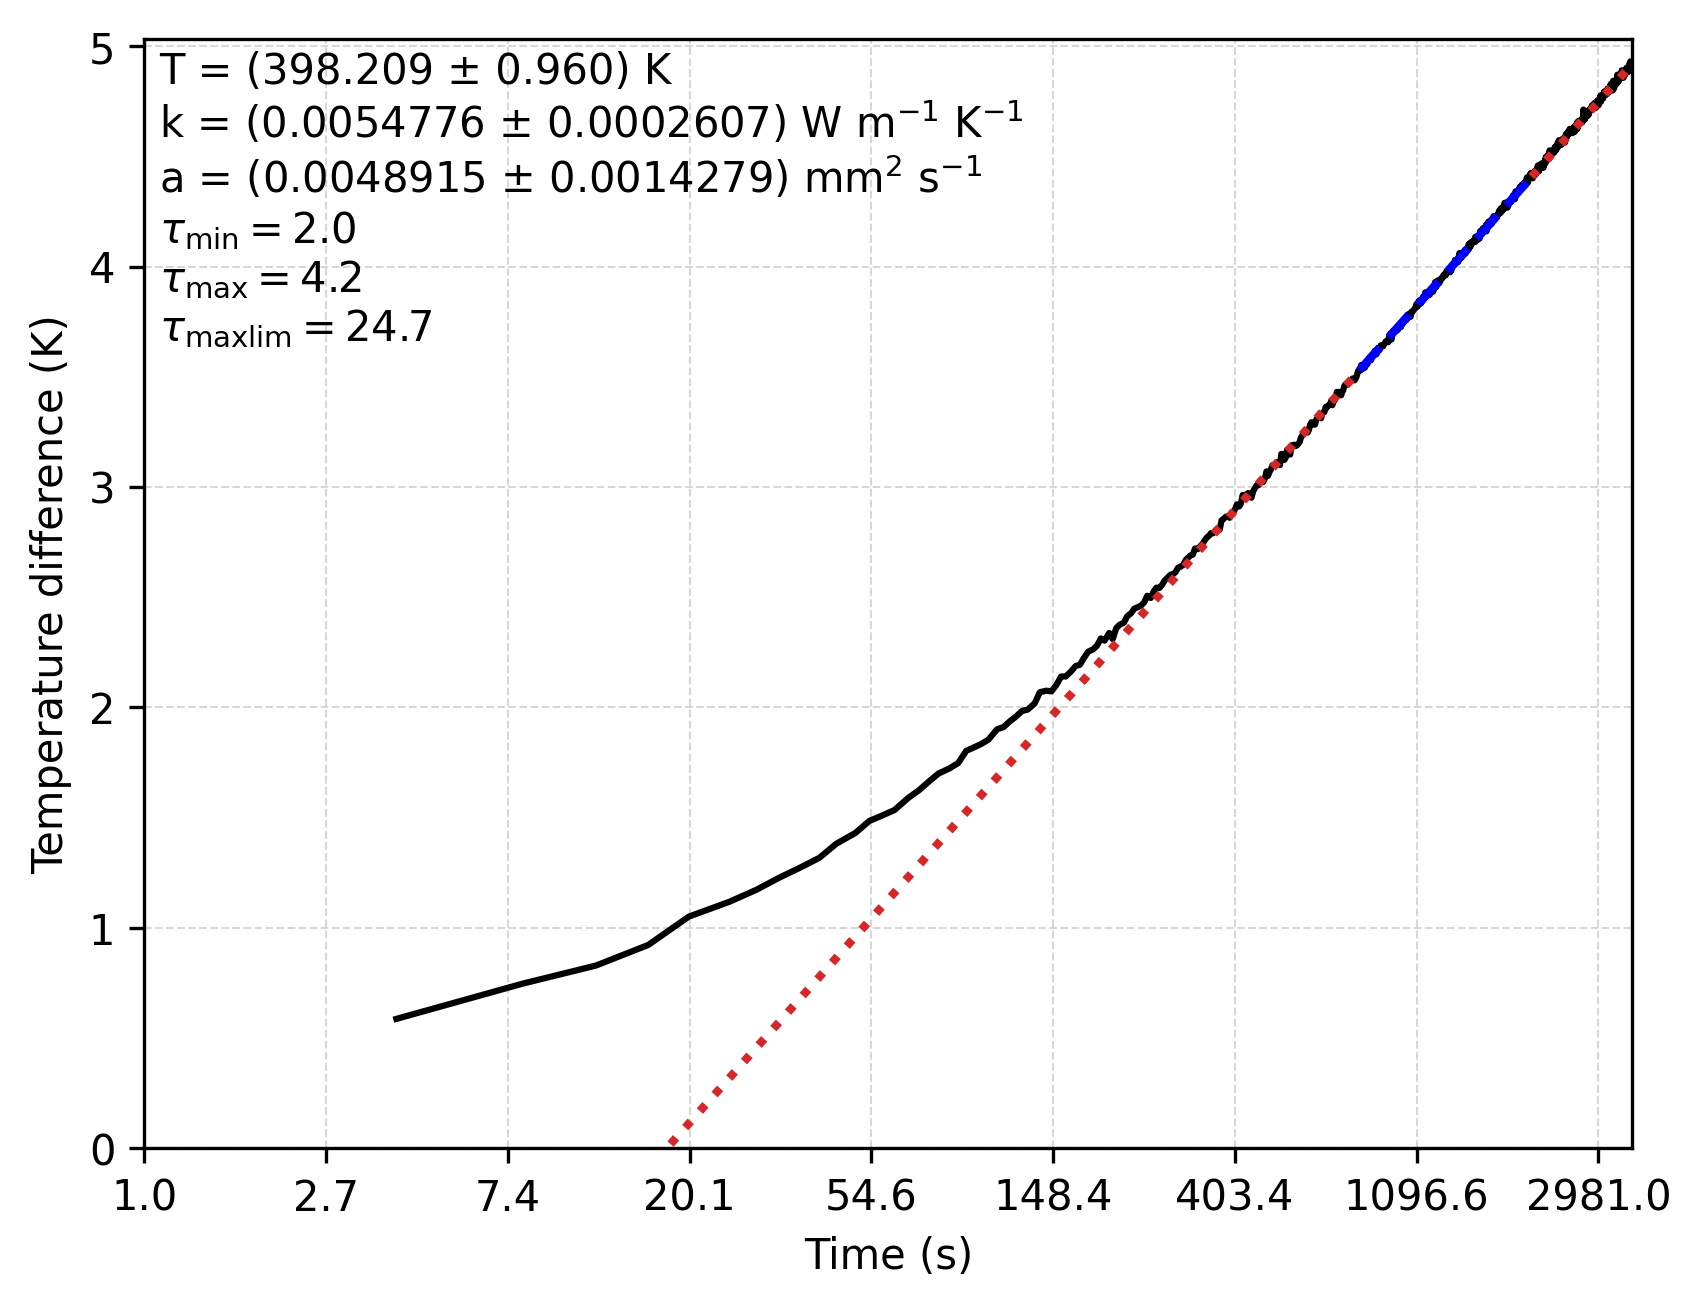 T = (398.209 ± 0.960) K
k = (0.0054776 ± 0.0002607) W m⁻¹ K⁻¹
a = (0.0048915 ± 0.0014279) mm² s⁻¹
τmin = 2.0
τmax = 4.2
τmaxlim = 24.7
Temperature difference (K)
5
4
3
2
1
0
1.0 2.7 7.4 20.1 54.6 148.4 403.4 1096.6 2981.0
Time (s)